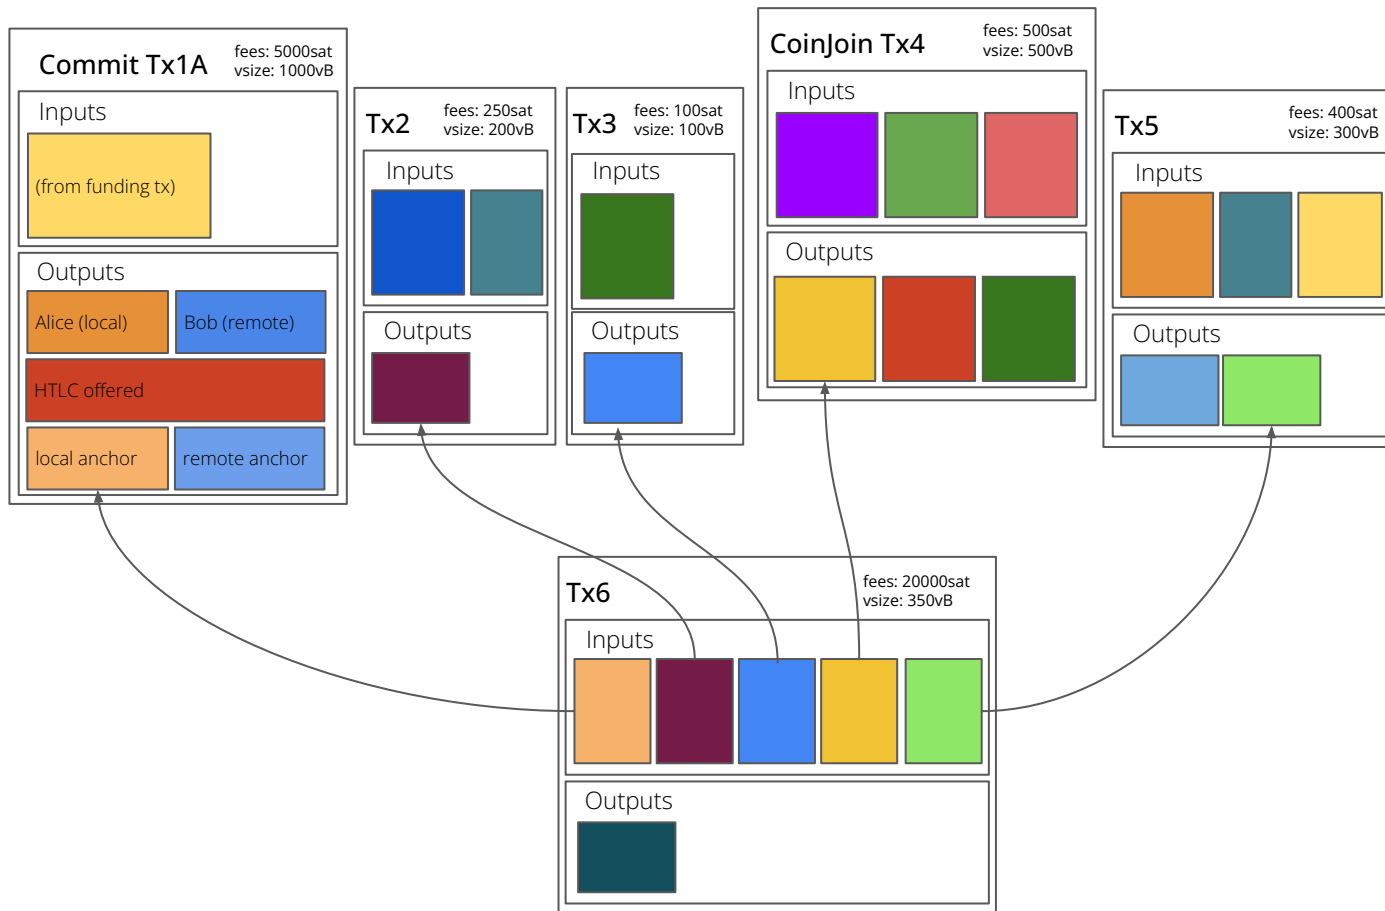 Commit Tx1A
fees: 5000sat
vsize: 1000vB
Inputs
(from funding tx)
Outputs
Alice (local)
Bob (remote)
HTLC offered
local anchor
remote anchor
Tx2
fees: 250sat
vsize: 200vB
Inputs
Outputs
Tx3
fees: 100sat
vsize: 100vB
Inputs
Outputs
CoinJoin Tx4
fees: 500sat
vsize: 500vB
Inputs
Outputs
Tx5
fees: 400sat
vsize: 300vB
Inputs
Outputs
Tx6
fees: 20000sat
vsize: 350vB
Inputs
Outputs